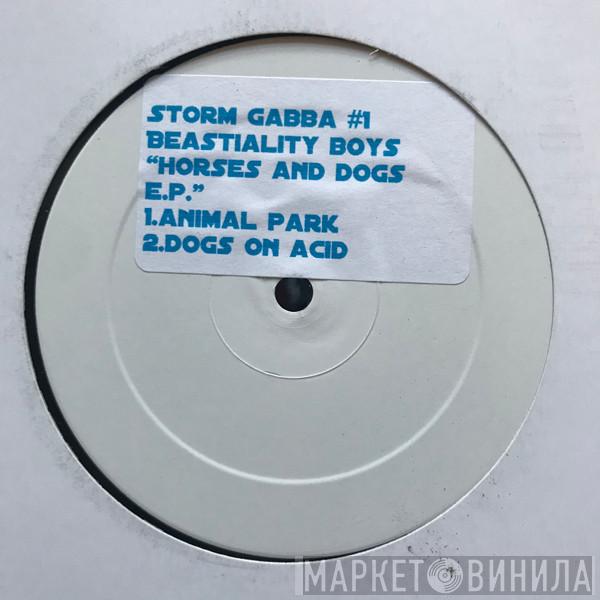 STORM GABBA #1
BEASTIALITY BOYS
“HORSES AND DOGS
E.P.”
1.ANIMAL PARK
2.DOGS ON ACID
МАРКЕТ ВИНИЛА